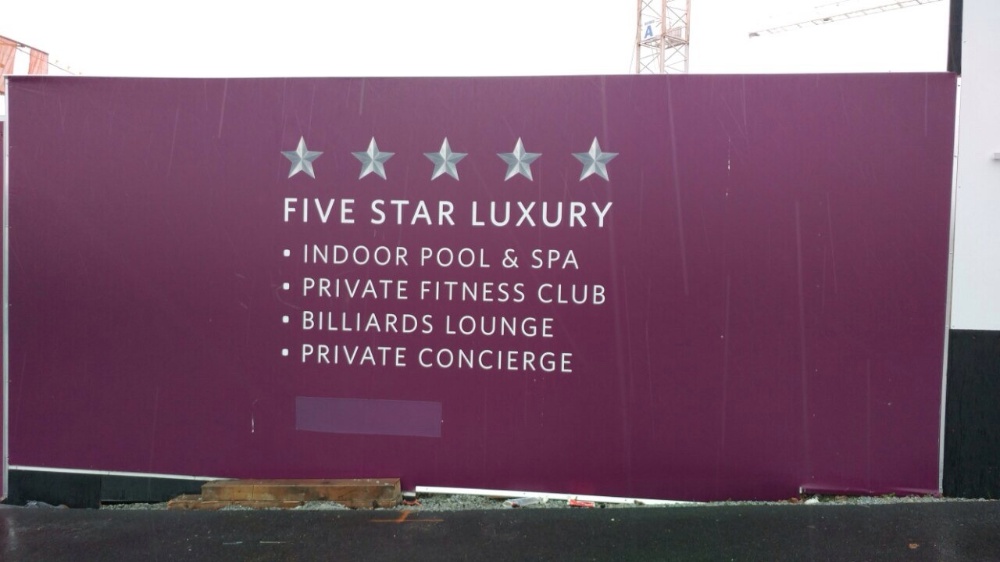 A
FIVE STAR LUXURY
• INDOOR POOL & SPA
• PRIVATE FITNESS CLUB
• BILLIARDS LOUNGE
• PRIVATE CONCIERGE